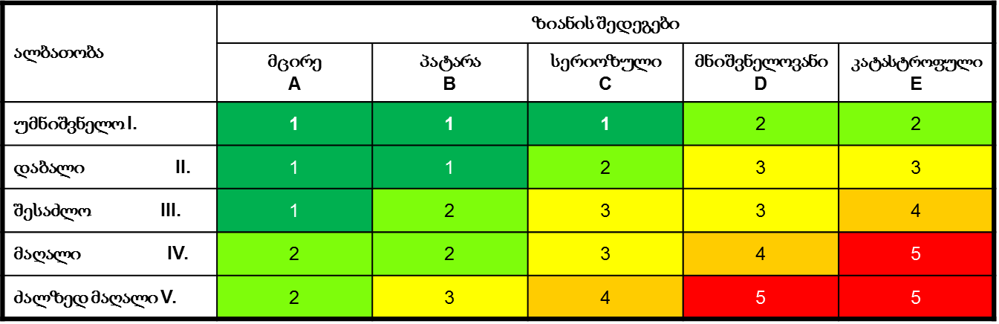 ზიანის შედეგები
ალბათობა
მცირე პატარა სერიოზული მნიშვნელოვანი კატასტროფული
A B C D E
უმნიშვნელო I. 1 1 1 2 2
დაბალი II. 1 1 2 3 3
შესაძლო III. 1 2 3 3 4
მაღალი IV. 2 2 3 4 5
ძალზედ მაღალი V. 2 3 4 5 5